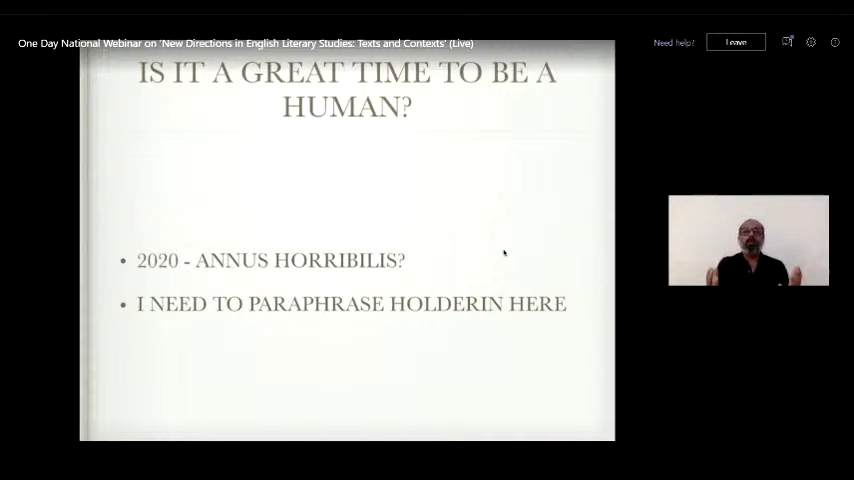 One Day National Webinar on 'New Directions in English Literary Studies: Texts and Contexts' (Live)
Need help?
Leave
IS IT A GREAT TIME TO BE A
HUMAN?
• 2020 - ANNUS HORRIBILIS?
• I NEED TO PARAPHRASE HOLDERIN HERE